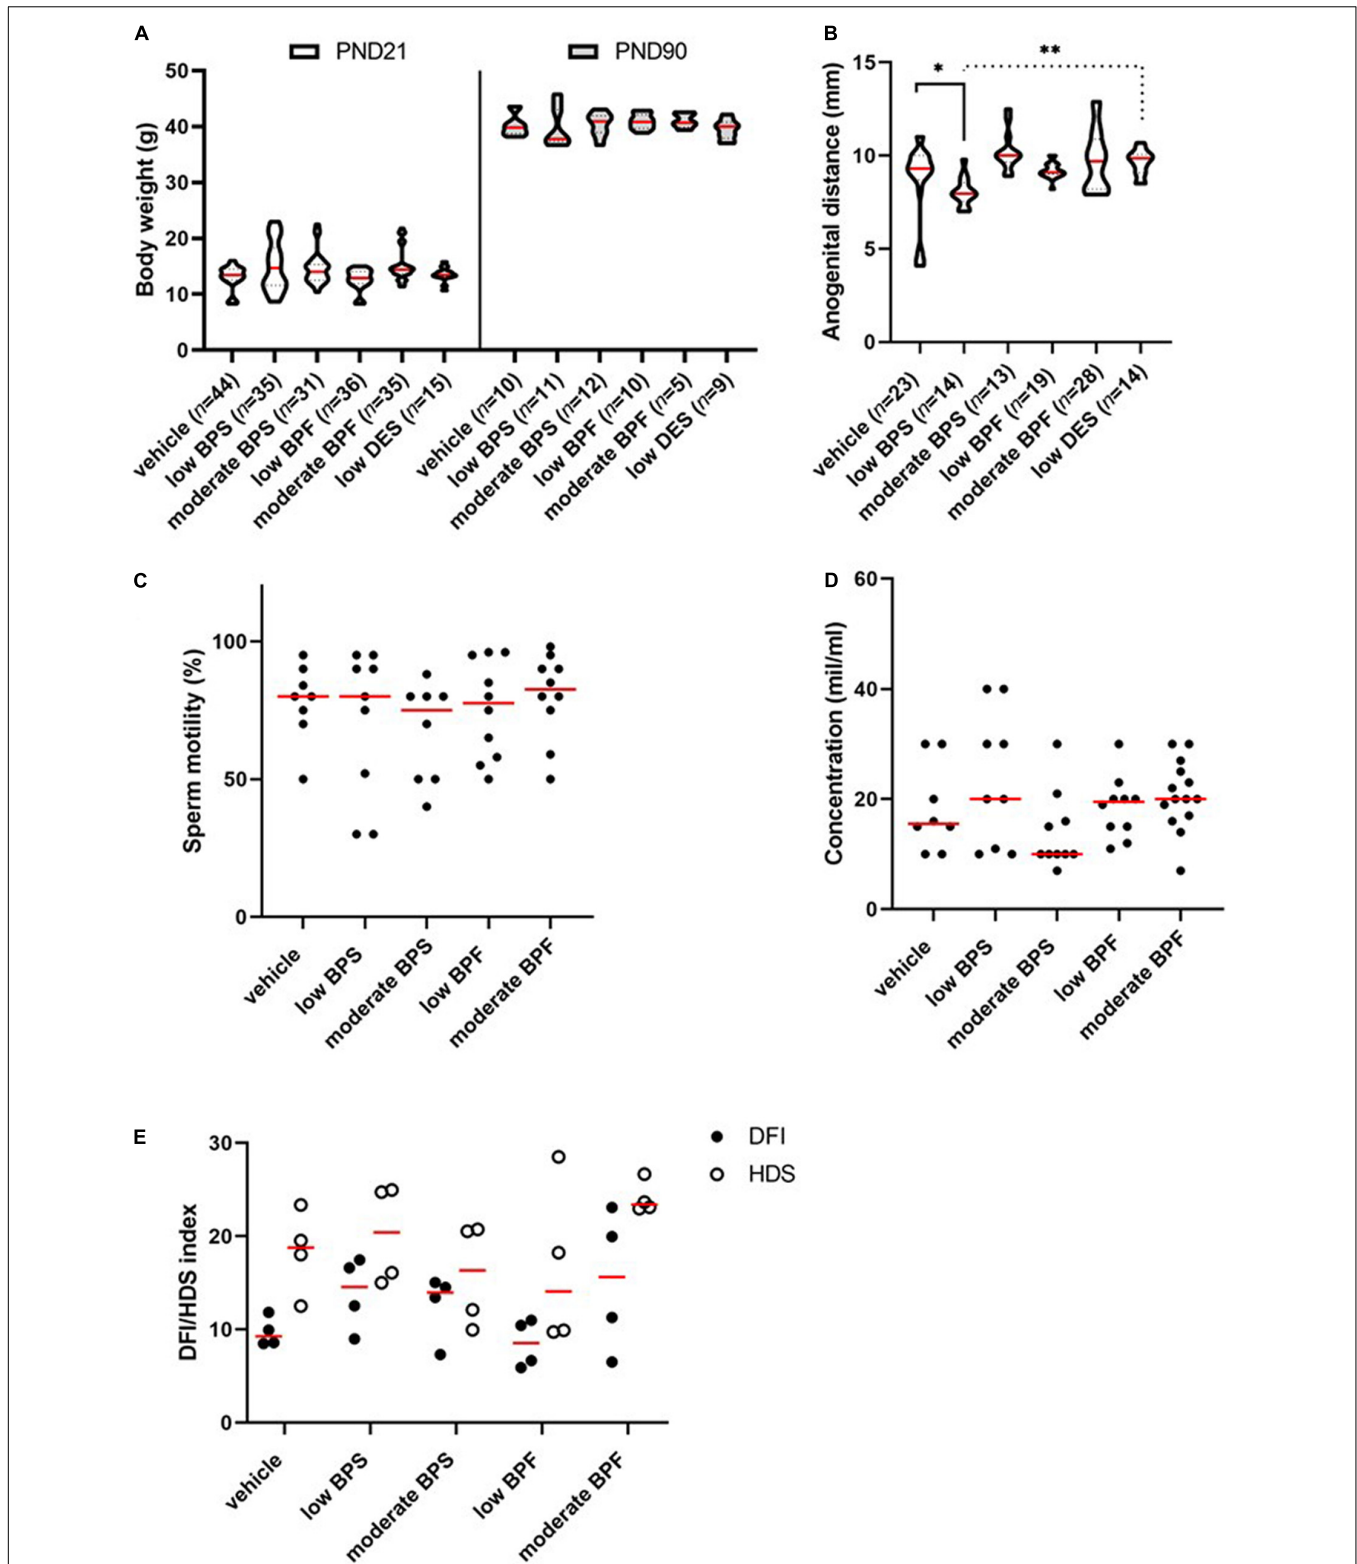 A
PND21
PND90
Body weight (g)
50
40
30
20
10
0
vehicle (n=44)
low BPS (n=35)
moderate BPS (n=31)
low BPF (n=36)
moderate BPF (n=35)
low DES (n=15)
vehicle (n=10)
low BPS (n=11)
moderate BPS (n=12)
low BPF (n=10)
moderate BPF (n=5)
low DES (n=9)
B
Anogenital distance (mm)
15
10
5
0
*
**
vehicle (n=23)
low BPS (n=14)
moderate BPS (n=13)
low BPF (n=19)
moderate BPF (n=28)
low DES (n=14)
C
Sperm motility (%)
100
50
0
vehicle
low BPS
moderate BPS
low BPF
moderate BPF
D
Concentration (mil/ml)
60
40
20
0
vehicle
low BPS
moderate BPS
low BPF
moderate BPF
E
DFI/HDS index
30
20
10
0
DFI
HDS
vehicle
low BPS
moderate BPS
low BPF
moderate BPF